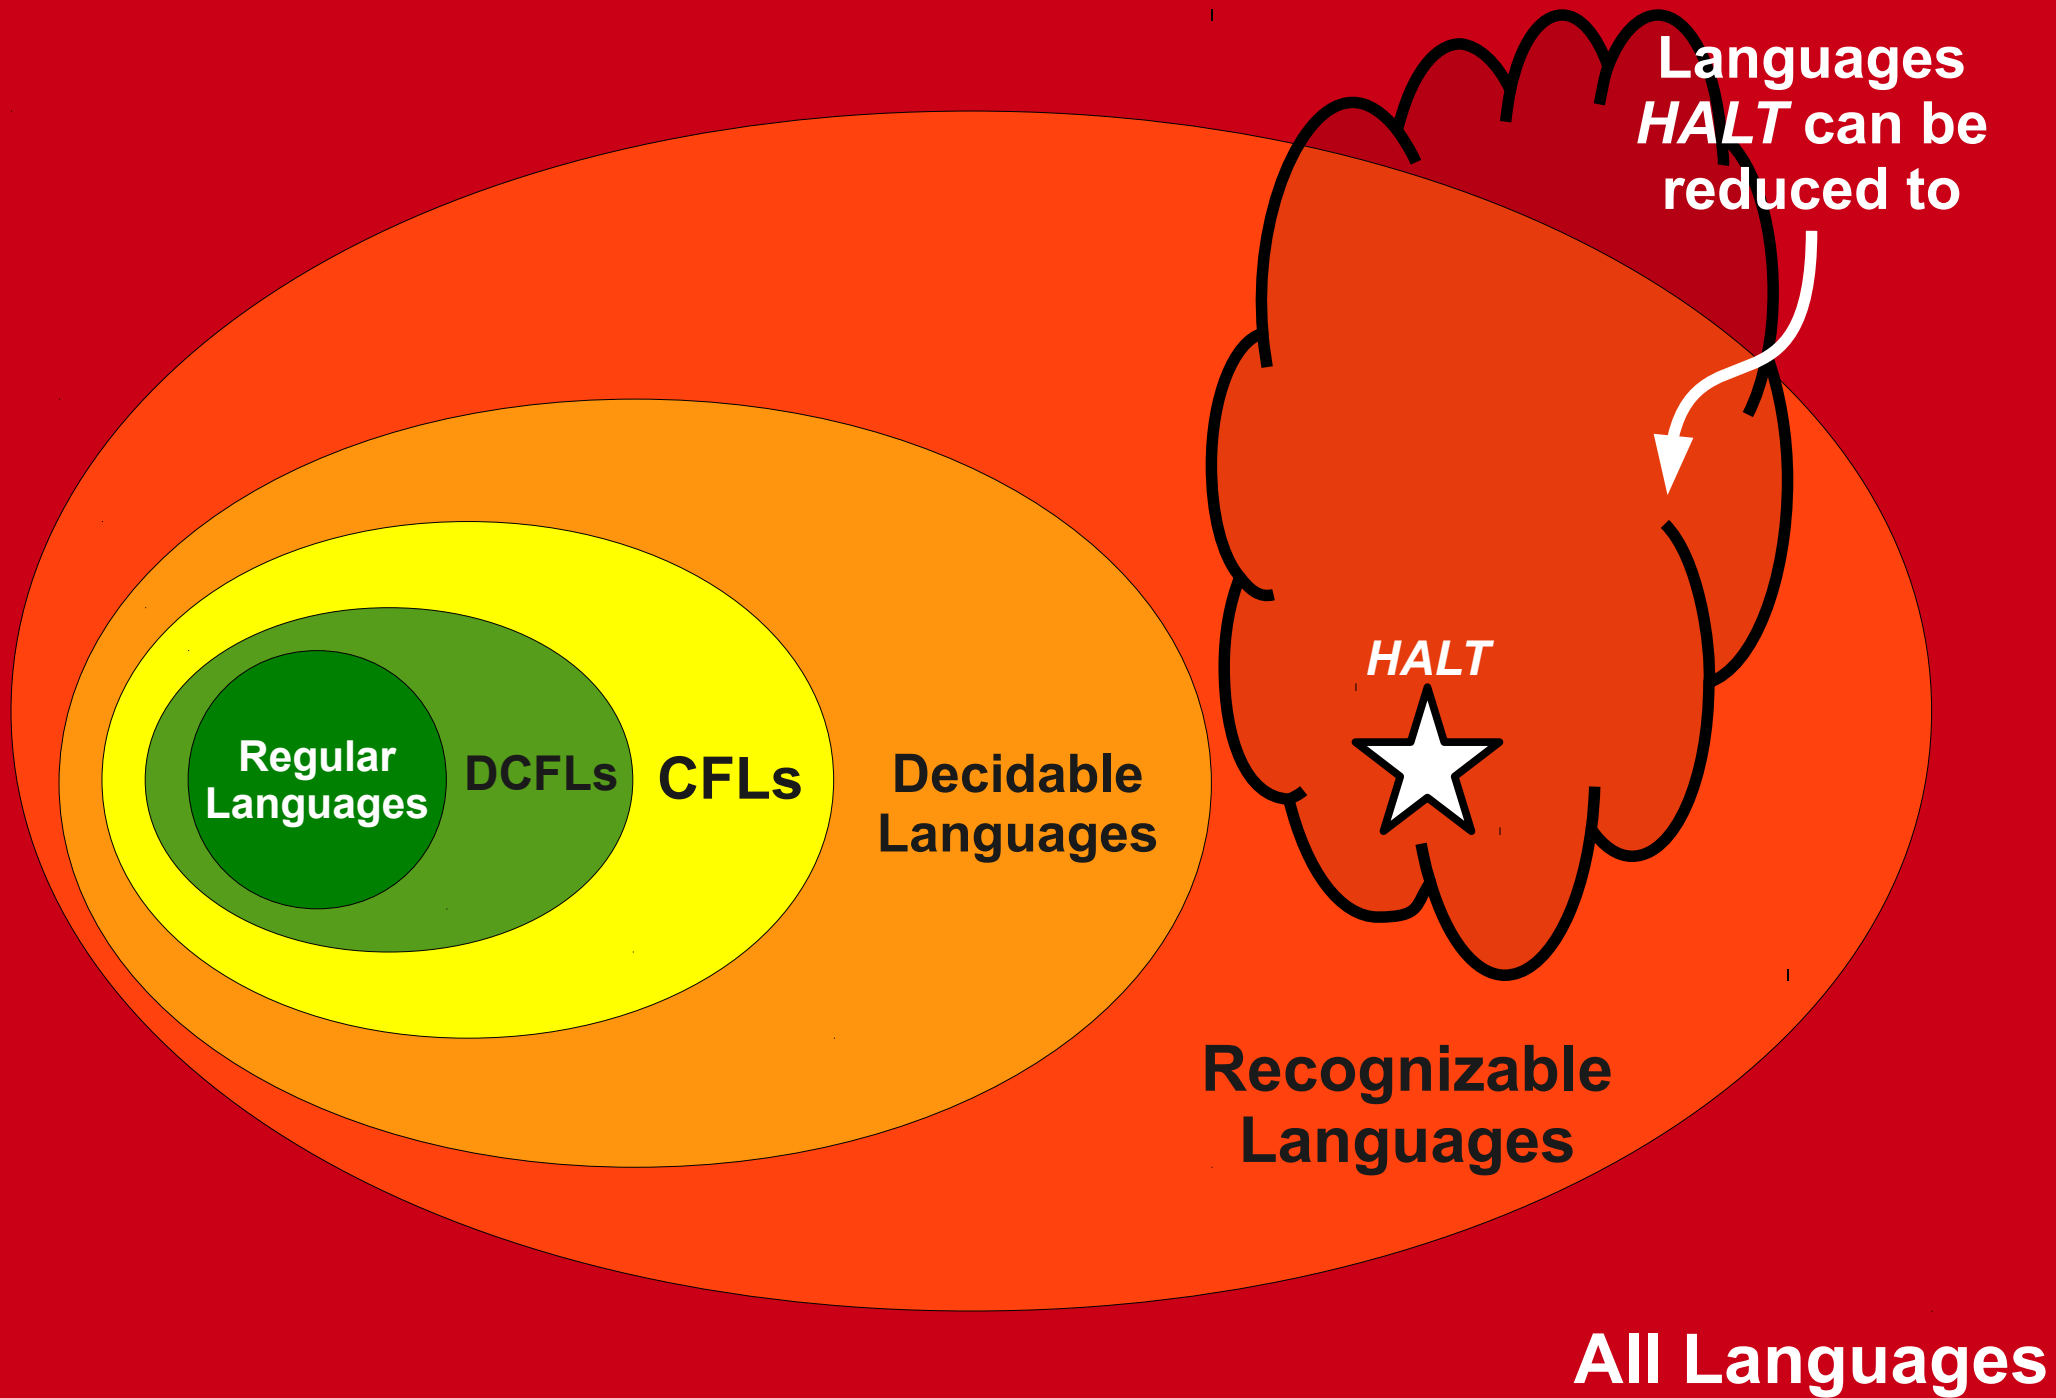 Languages
HALT can be
reduced to
HALT
Regular
Languages
DCFLs
CFLs
Decidable
Languages
Recognizable
Languages
All Languages